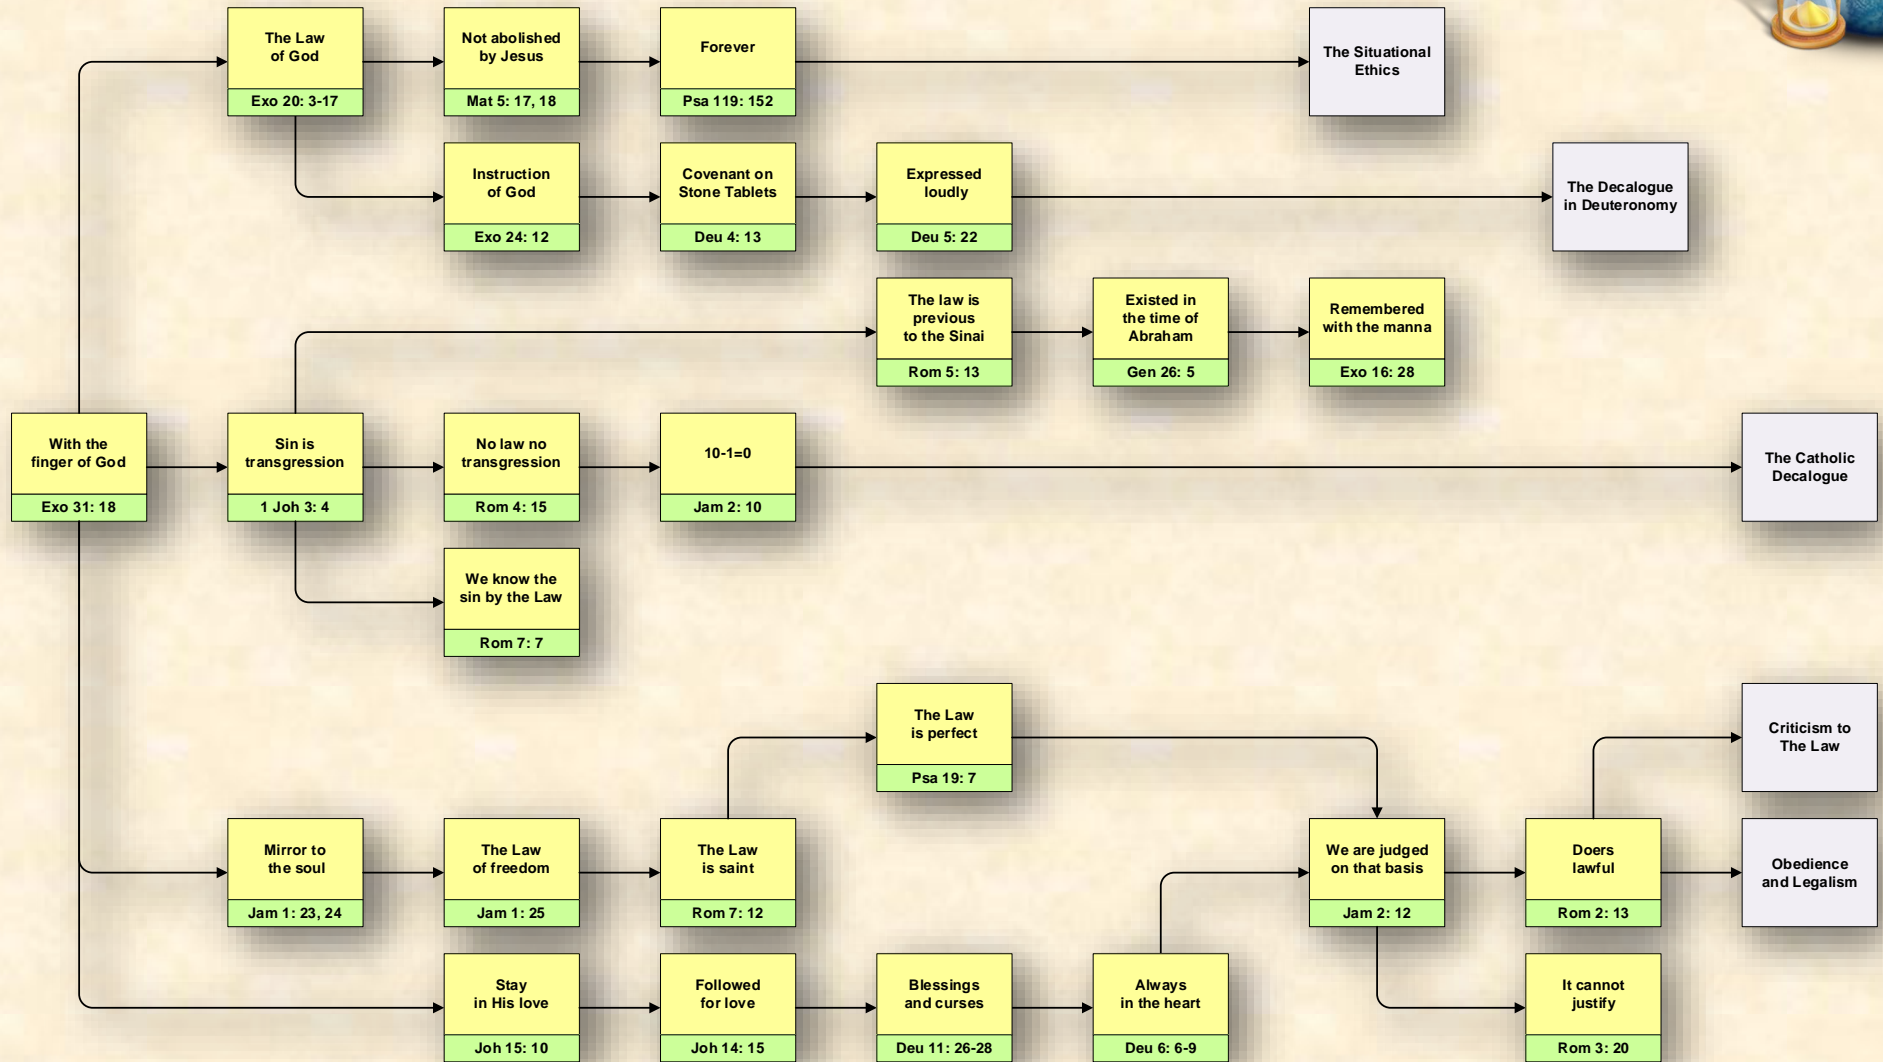 The Law
of God
Exo 20: 3-17
Not abolished
by Jesus
Mat 5: 17, 18
Forever
Psa 119: 152
The Situational
Ethics
Instruction
of God
Exo 24: 12
Covenant on
Stone Tablets
Deu 4: 13
Expressed
loudly
Deu 5: 22
The Decalogue
in Deuteronomy
The law is
previous
to the Sinai
Rom 5: 13
Existed in
the time of
Abraham
Gen 26: 5
Remembered
with the manna
Exo 16: 28
With the
finger of God
Exo 31: 18
Sin is
transgression
1 Joh 3: 4
No law no
transgression
Rom 4: 15
10-1=0
Jam 2: 10
The Catholic
Decalogue
We know the
sin by the Law
Rom 7: 7
The Law
is perfect
Psa 19: 7
Criticism to
The Law
Mirror to
the soul
Jam 1: 23, 24
The Law
of freedom
Jam 1: 25
The Law
is saint
Rom 7: 12
We are judged
on that basis
Jam 2: 12
Doers
lawful
Rom 2: 13
Obedience
and Legalism
Stay
in His love
Joh 15: 10
Followed
for love
Joh 14: 15
Blessings
and curses
Deu 11: 26-28
Always
in the heart
Deu 6: 6-9
It cannot
justify
Rom 3: 20